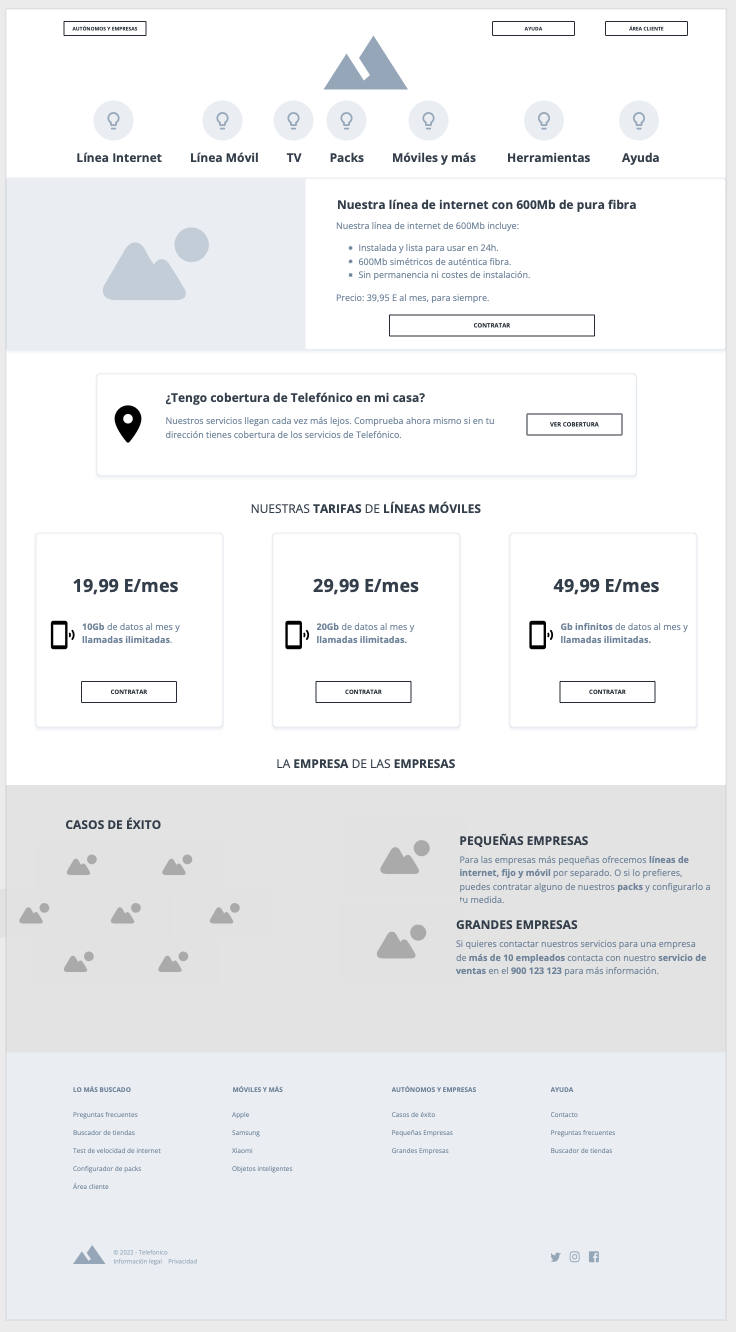 AUTÓNOMOS Y EMPRESAS
AYUDA
ÁREA CLIENTE
Línea Internet
Línea Móvil
TV
Packs
Móviles y más
Herramientas
Ayuda
Nuestra línea de internet con 600Mb de pura fibra
Nuestra línea de internet de 600Mb incluye:
Instalada y lista para usar en 24h.
600Mb simétricos de auténtica fibra.
Sin permanencia ni costes de instalación.
Precio: 39,95 E al mes, para siempre.
CONTRATAR
¿Tengo cobertura de Telefónico en mi casa?
Nuestros servicios llegan cada vez más lejos. Comprueba ahora mismo si en tu
dirección tienes cobertura de los servicios de Telefónico.
VER COBERTURA
NUESTRAS TARIFAS DE LÍNEAS MÓVILES
19,99 E/mes
10Gb de datos al mes y
llamadas ilimitadas.
CONTRATAR
29,99 E/mes
20Gb de datos al mes y
llamadas ilimitadas.
CONTRATAR
49,99 E/mes
Gb infinitos de datos al mes y
llamadas ilimitadas.
CONTRATAR
LA EMPRESA DE LAS EMPRESAS
CASOS DE ÉXITO
PEQUEÑAS EMPRESAS
Para las empresas más pequeñas ofrecemos líneas de
internet, fijo y móvil por separado. O si lo prefieres,
puedes contratar alguno de nuestros packs y configurarlo a
tu medida.
GRANDES EMPRESAS
Si quieres contactar nuestros servicios para una empresa
de más de 10 empleados contacta con nuestro servicio de
ventas en el 900 123 123 para más información.
LO MÁS BUSCADO
Preguntas frecuentes
Buscador de tiendas
Test de velocidad de internet
Configurador de packs
Área cliente
MÓVILES Y MÁS
Apple
Samsung
Xiaomi
Objetos inteligentes
AUTÓNOMOS Y EMPRESAS
Casos de éxito
Pequeñas Empresas
Grandes Empresas
AYUDA
Contacto
Preguntas frecuentes
Buscador de tiendas
© 2022 - Telefonico
Información legal Privacidad